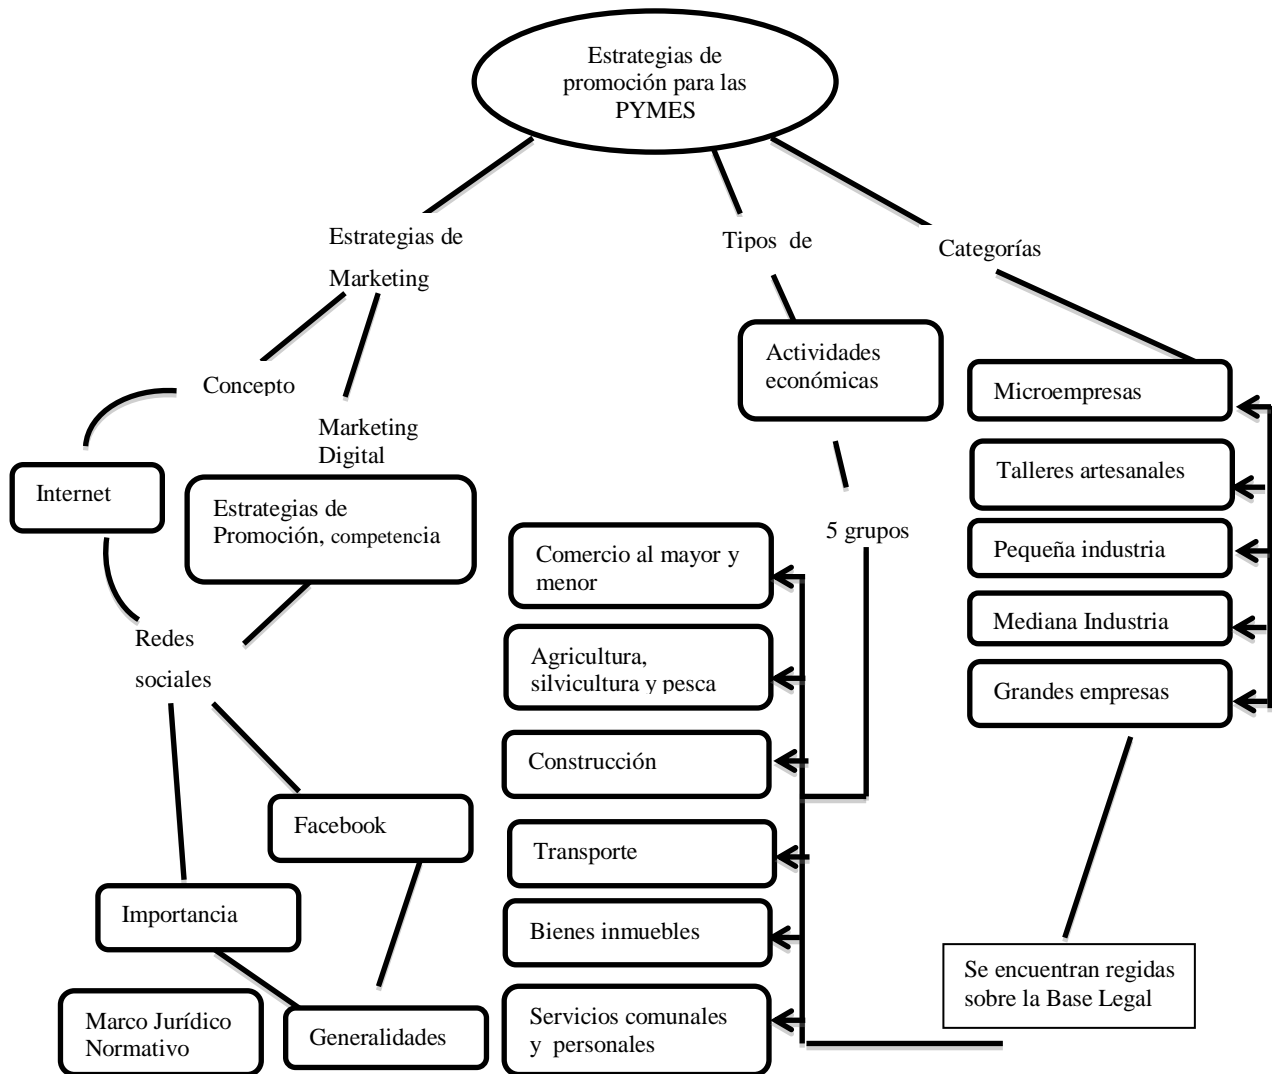 Estrategias de
promoción para las
PYMES
Estrategias de
Marketing
Tipos de
Categorías
Concepto
Marketing
Digital
Internet
Estrategias de
Promoción, competencia
Redes
sociales
Facebook
Importancia
Marco Jurídico
Normativo
Generalidades
Actividades
económicas
5 grupos
Comercio al mayor y
menor
Agricultura,
silvicultura y pesca
Construcción
Transporte
Bienes inmuebles
Servicios comunales
y personales
Microempresas
Talleres artesanales
Pequeña industria
Mediana Industria
Grandes empresas
Se encuentran regidas
sobre la Base Legal